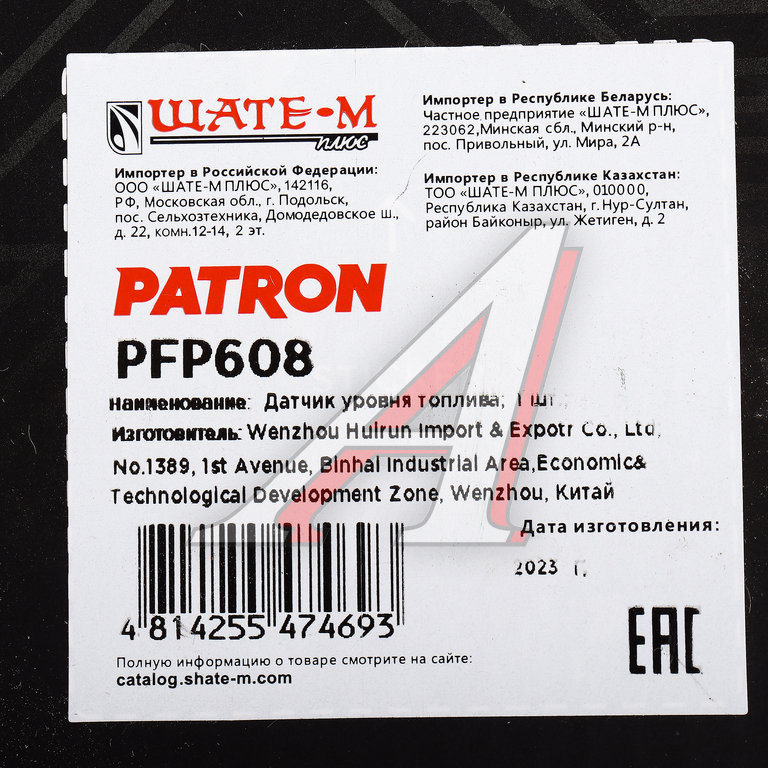 ШАТЕ-М
плюс
Импортер в Российской Федерации:
ООО «ШАТЕ-М ПЛЮС», 142116,
РФ, Московская обл., г. Подольск,
пос. Сельхозтехника, Домодедовское ш.,
д. 22, комн.12-14, 2 эт.
Импортер в Республике Беларусь:
Частное предприятие «ШАТЕ-М ПЛЮС»,
223062,Минская сбл., Минский р-н,
пос. Привольный, ул. Мира, 2А
Импортер в Республике Казахстан:
ТОО «ШАТЕ-М ПЛЮС», 010000,
Республика Казахстан, г.Нур-Султан,
район Байконыр, ул. Жетиген, д. 2
PATRON
PFP608
Наименование: Датчик уровня топлива; 1 шт.
Изготовитель: Wenzhou Huirun Import & Expotr Co., Ltd,
No.1389, 1st Avenue, Binhai Industrial Area,Economic&
Technological Development Zone, Wenzhou, Китай
Дата изготовления:
2023 г.
4 814255 474693
EAC
Полную информацию о товаре смотрите на сайте:
catalog.shate-m.com